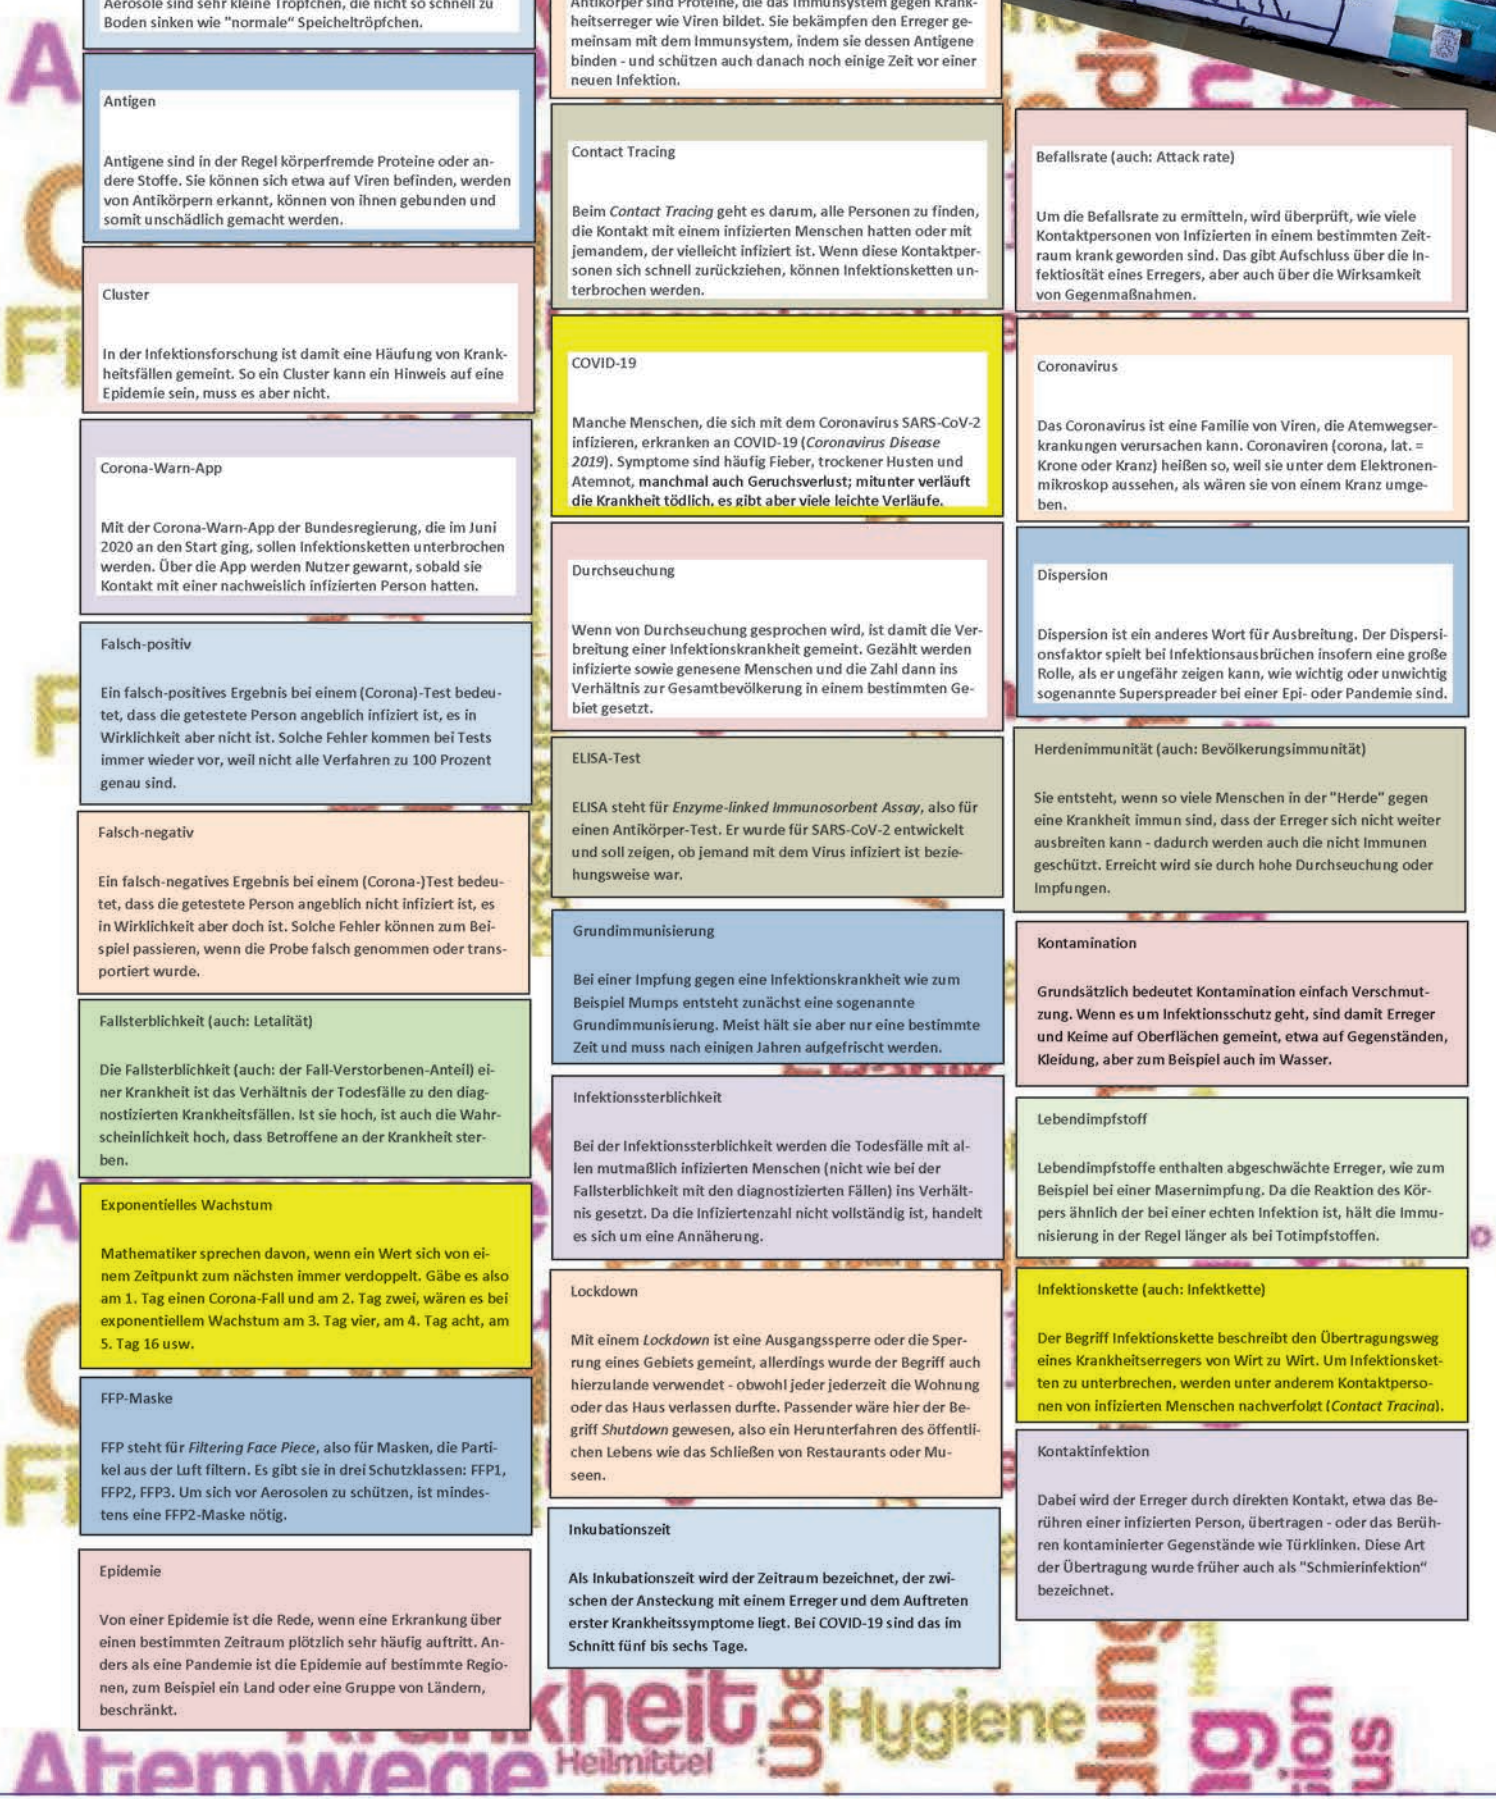 Aerosole sind sehr kleine Tröpfchen, die nicht so schnell zu
Boden sinken wie "normale“ Speicheltröpfchen.
Antigen
Antigene sind in der Regel körperfremde Proteine oder an-
dere Stoffe. Sie können sich etwa auf Viren befinden, werden
von Antikörpern erkannt, können von ihnen gebunden und
somit unschädlich gemacht werden.
Cluster
In der Infektionsforschung ist damit eine Häufung von Krank-
heitsfällen gemeint. So ein Cluster kann ein Hinweis auf eine
Epidemie sein, muss es aber nicht.
Corona-Warn-App
Mit der Corona-Warn-App der Bundesregierung, die im Juni
2020 an den Start ging, sollen Infektionsketten unterbrochen
werden. Über die App werden Nutzer gewarnt, sobald sie
Kontakt mit einer nachweislich infizierten Person hatten.
Falsch-positiv
Ein falsch-positives Ergebnis bei einem (Corona)-Test bedeu-
tet, dass die getestete Person angeblich infiziert ist, es in
Wirklichkeit aber nicht ist. Solche Fehler kommen bei Tests
immer wieder vor, weil nicht alle Verfahren zu 100 Prozent
genau sind.
Falsch-negativ
Ein falsch-negatives Ergebnis bei einem (Corona-)Test bedeu-
tet, dass die getestete Person angeblich nicht infiziert ist, es
in Wirklichkeit aber doch ist. Solche Fehler können zum Bei-
spiel passieren, wenn die Probe falsch genommen oder trans-
portiert wurde.
Fallsterblichkeit (auch: Letalität)
Die Fallsterblichkeit (auch: der Fall-Verstorbenen-Anteil) ei-
ner Krankheit ist das Verhältnis der Todesfälle zu den diag-
nostizierten Krankheitsfällen. Ist sie hoch, ist auch die Wahr-
scheinlichkeit hoch, dass Betroffene an der Krankheit ster-
ben.
Exponentielles Wachstum
Mathematiker sprechen davon, wenn ein Wert sich von ei-
nem Zeitpunkt zum nächsten immer verdoppelt. Gäbe es also
am 1. Tag einen Corona-Fall und am 2. Tag zwei, wären es bei
exponentiellem Wachstum am 3. Tag vier, am 4. Tag acht, am
5. Tag 16 usw.
FFP-Maske
FFP steht für Filtering Face Piece, also für Masken, die Parti-
kel aus der Luft filtern. Es gibt sie in drei Schutzklassen: FFP1,
FFP2, FFP3. Um sich vor Aerosolen zu schützen, ist mindes-
tens eine FFP2-Maske nötig.
Epidemie
Von einer Epidemie ist die Rede, wenn eine Erkrankung über
einen bestimmten Zeitraum plötzlich sehr häufig auftritt. An-
ders als eine Pandemie ist die Epidemie auf bestimmte Regio-
nen, zum Beispiel ein Land oder eine Gruppe von Ländern,
beschränkt.
Antikörper sind Proteine, die das Immunsystem gegen Krank-
heitserreger wie Viren bildet. Sie bekämpfen den Erreger ge-
meinsam mit dem Immunsystem, indem sie dessen Antigene
binden - und schützen auch danach noch einige Zeit vor einer
neuen Infektion.
Contact Tracing
Beim Contact Tracing geht es darum, alle Personen zu finden,
die Kontakt mit einem infizierten Menschen hatten oder mit
jemandem, der vielleicht infiziert ist. Wenn diese Kontaktper-
sonen sich schnell zurückziehen, können Infektionsketten un-
terbrochen werden.
COVID-19
Manche Menschen, die sich mit dem Coronavirus SARS-CoV-2
infizieren, erkranken an COVID-19 (Coronavirus Disease
2019). Symptome sind häufig Fieber, trockener Husten und
Atemnot, manchmal auch Geruchsverlust; mitunter verläuft
die Krankheit tödlich, es gibt aber viele leichte Verläufe.
Durchseuchung
Wenn von Durchseuchung gesprochen wird, ist damit die Ver-
breitung einer Infektionskrankheit gemeint. Gezählt werden
infizierte sowie genesene Menschen und die Zahl dann ins
Verhältnis zur Gesamtbevölkerung in einem bestimmten Ge-
biet gesetzt.
ELISA-Test
ELISA steht für Enzyme-linked Immunosorbent Assay, also für
einen Antikörper-Test. Er wurde für SARS-CoV-2 entwickelt
und soll zeigen, ob jemand mit dem Virus infiziert ist bezie-
hungsweise war.
Grundimmunisierung
Bei einer Impfung gegen eine Infektionskrankheit wie zum
Beispiel Mumps entsteht zunächst eine sogenannte
Grundimmunisierung. Meist hält sie aber nur eine bestimmte
Zeit und muss nach einigen Jahren aufgefrischt werden.
Infektionssterblichkeit
Bei der Infektionssterblichkeit werden die Todesfälle mit al-
len mutmaßlich infizierten Menschen (nicht wie bei der
Fallsterblichkeit mit den diagnostizierten Fällen) ins Verhält-
nis gesetzt. Da die Infiziertenzahl nicht vollständig ist, handelt
es sich um eine Annäherung.
Lockdown
Mit einem Lockdown ist eine Ausgangssperre oder die Sper-
rung eines Gebiets gemeint, allerdings wurde der Begriff auch
hierzulande verwendet - obwohl jeder jederzeit die Wohnung
oder das Haus verlassen durfte. Passender wäre hier der Be-
griff Shutdown gewesen, also ein Herunterfahren des öffentli-
chen Lebens wie das Schließen von Restaurants oder Mu-
seen.
Inkubationszeit
Als Inkubationszeit wird der Zeitraum bezeichnet, der zwi-
schen der Ansteckung mit einem Erreger und dem Auftreten
erster Krankheitssymptome liegt. Bei COVID-19 sind das im
Schnitt fünf bis sechs Tage.
Befallsrate (auch: Attack rate)
Um die Befallsrate zu ermitteln, wird überprüft, wie viele
Kontaktpersonen von Infizierten in einem bestimmten Zeit-
raum krank geworden sind. Das gibt Aufschluss über die In-
fektiosität eines Erregers, aber auch über die Wirksamkeit
von Gegenmaßnahmen.
Coronavirus
Das Coronavirus ist eine Familie von Viren, die Atemwegser-
krankungen verursachen kann. Coronaviren (corona, lat. =
Krone oder Kranz) heißen so, weil sie unter dem Elektronen-
mikroskop aussehen, als wären sie von einem Kranz umge-
ben.
Dispersion
Dispersion ist ein anderes Wort für Ausbreitung. Der Dispersi-
onsfaktor spielt bei Infektionsausbrüchen insofern eine große
Rolle, als er ungefähr zeigen kann, wie wichtig oder unwichtig
sogenannte Superspreader bei einer Epi- oder Pandemie sind.
Herdenimmunität (auch: Bevölkerungsimmunität)
Sie entsteht, wenn so viele Menschen in der "Herde" gegen
eine Krankheit immun sind, dass der Erreger sich nicht weiter
ausbreiten kann - dadurch werden auch die nicht Immunen
geschützt. Erreicht wird sie durch hohe Durchseuchung oder
Impfungen.
Kontamination
Grundsätzlich bedeutet Kontamination einfach Verschmut-
zung. Wenn es um Infektionsschutz geht, sind damit Erreger
und Keime auf Oberflächen gemeint, etwa auf Gegenständen,
Kleidung, aber zum Beispiel auch im Wasser.
Lebendimpfstoff
Lebendimpfstoffe enthalten abgeschwächte Erreger, wie zum
Beispiel bei einer Masernimpfung. Da die Reaktion des Kör-
pers ähnlich der bei einer echten Infektion ist, hält die Immu-
nisierung in der Regel länger als bei Totimpfstoffen.
Infektionskette (auch: Infektkette)
Der Begriff Infektionskette beschreibt den Übertragungsweg
eines Krankheitserregers von Wirt zu Wirt. Um Infektionsket-
ten zu unterbrechen, werden unter anderem Kontaktperso-
nen von infizierten Menschen nachverfolgt (Contact Tracing).
Kontaktinfektion
Dabei wird der Erreger durch direkten Kontakt, etwa das Be-
rühren einer infizierten Person, übertragen - oder das Berüh-
ren kontaminierter Gegenstände wie Türklinken. Diese Art
der Übertragung wurde früher auch als "Schmierinfektion“
bezeichnet.
Krankheit
Hygiene
Atemwege
Heilmittel